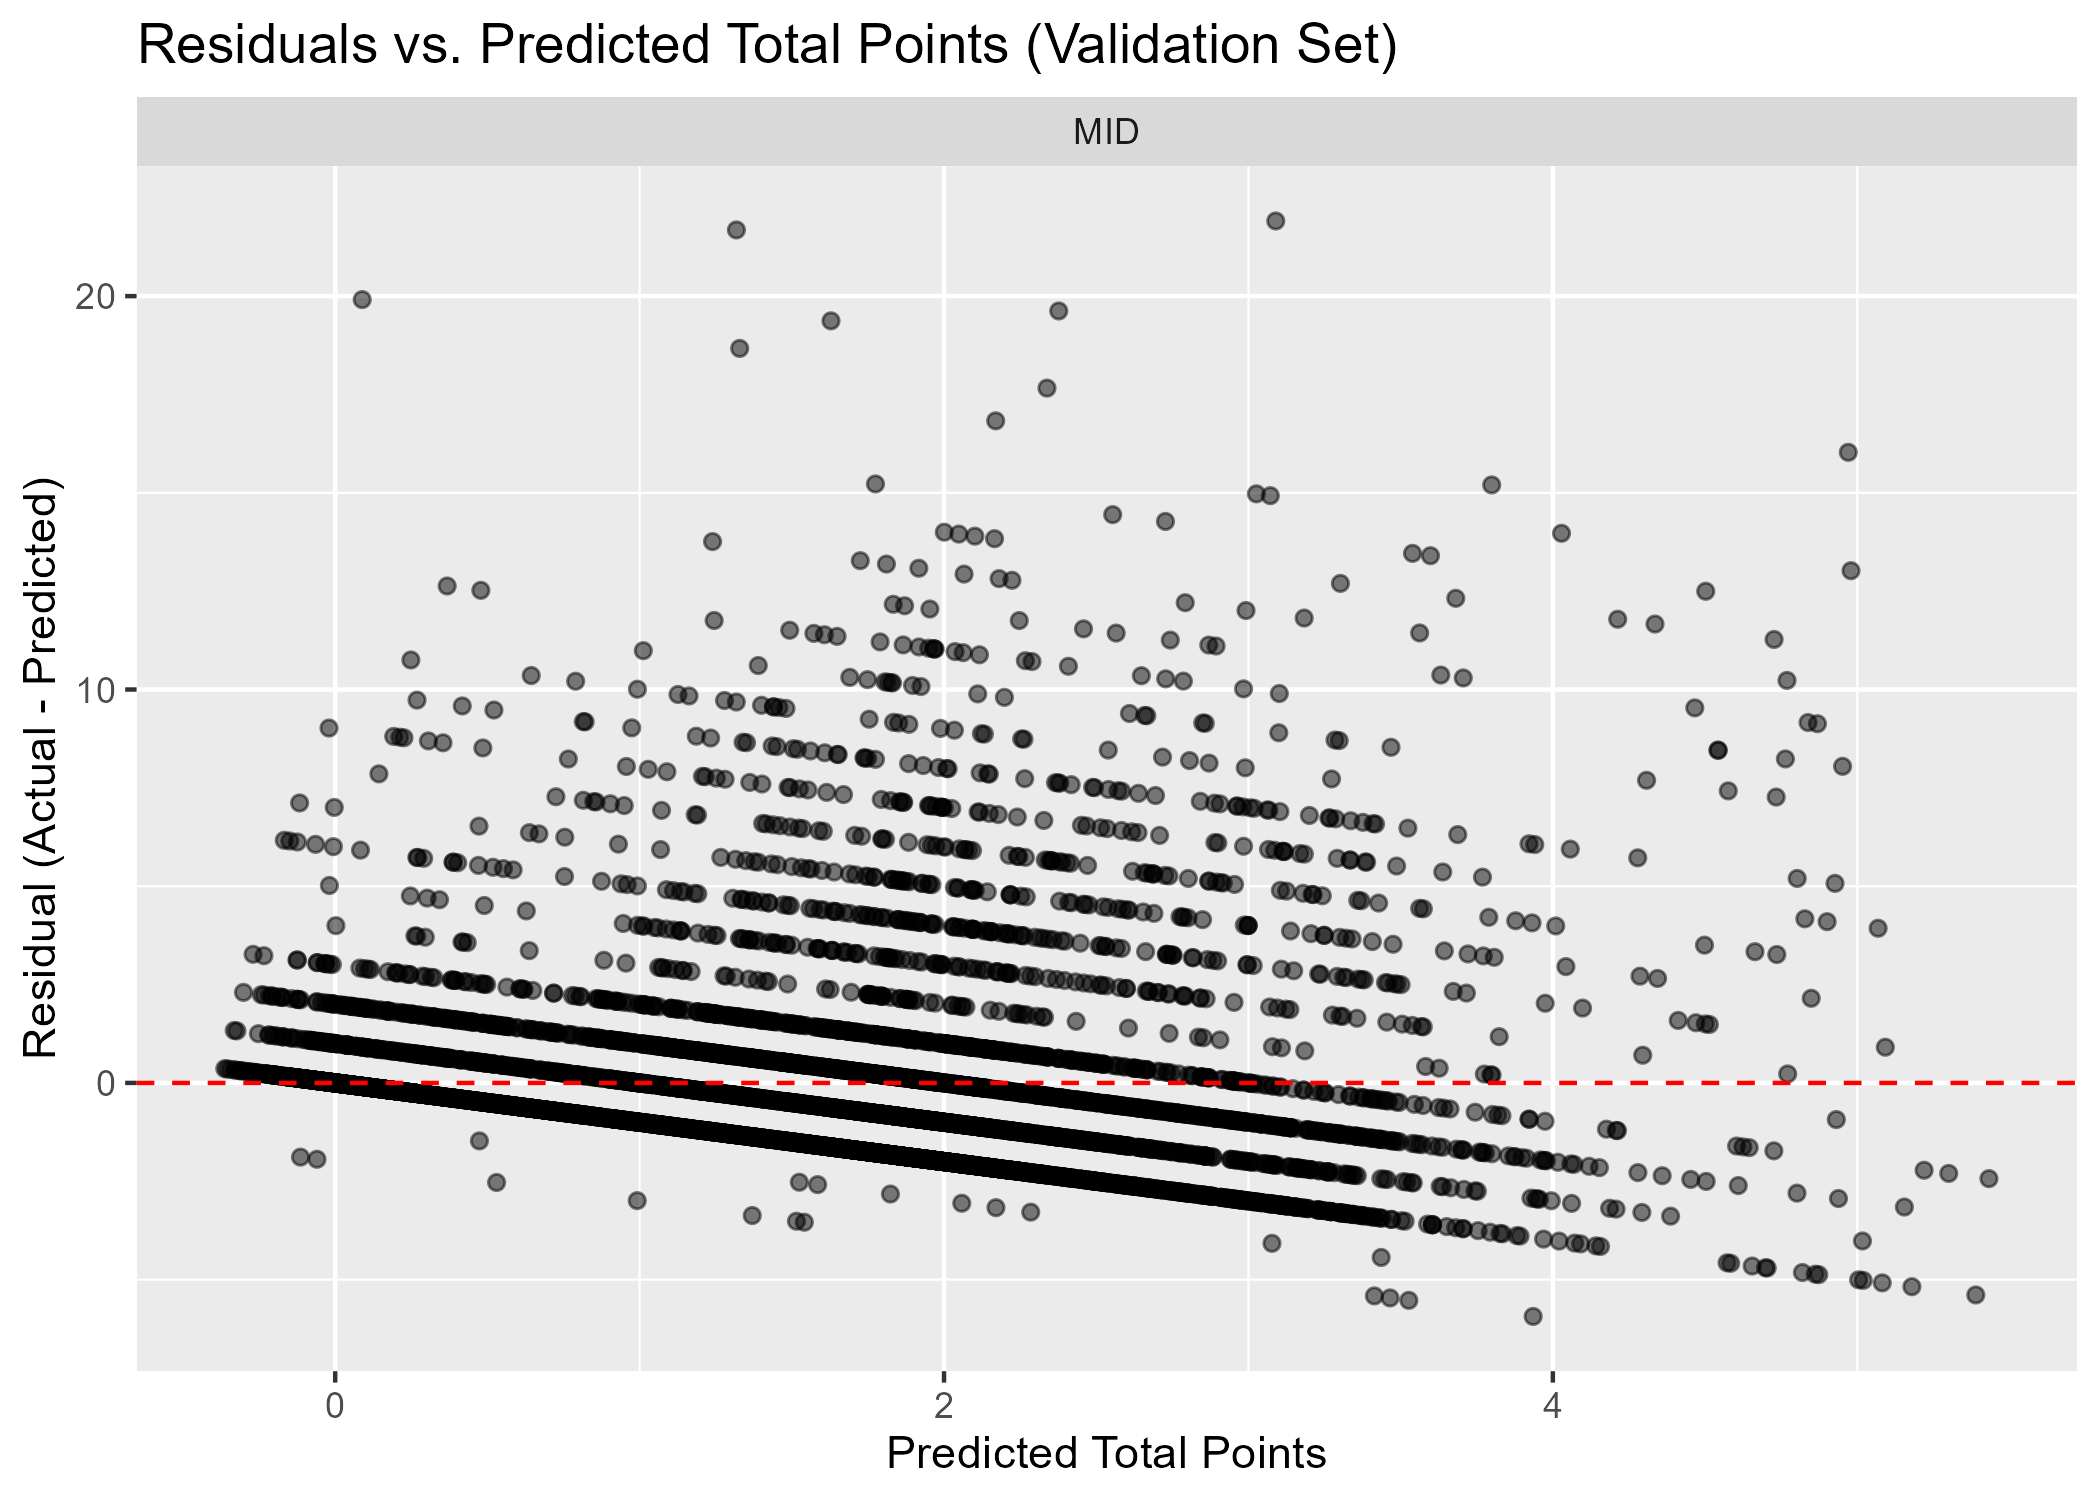 Residuals vs. Predicted Total Points (Validation Set)
MID
Residual (Actual - Predicted)
20
10
0
0 2 4
Predicted Total Points